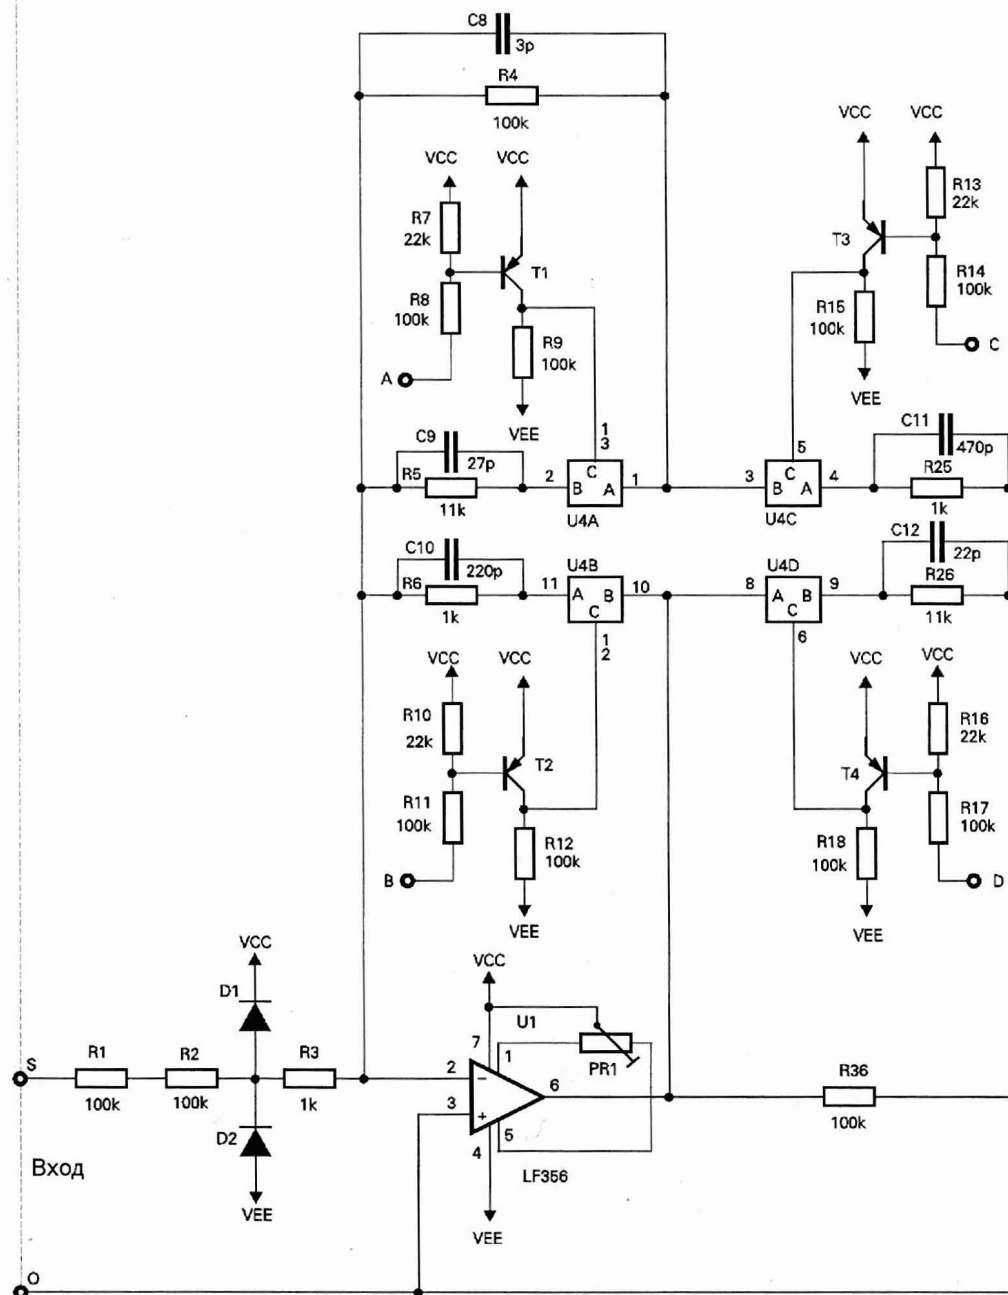 C8
3p
R4
100k
VCC
VCC
VCC
VCC
R7
22k
T1
R8
100k
R9
100k
A
VEE
R13
22k
T3
R14
100k
R15
100k
C
VEE
C9
27p
R5
11k
1
3
2
B
C
A
1
U4A
5
3
B
C
A
4
U4C
C11
470p
R25
1k
C10
220p
R6
1k
U4B
11
A
B
C
10
1
2
U4D
8
A
B
C
9
6
C12
22p
R26
11k
VCC
VCC
VCC
VCC
R10
22k
T2
R11
100k
R12
100k
B
VEE
R16
22k
T4
R17
100k
R18
100k
D
VEE
VCC
D1
VCC
U1
7
1
PR1
S
R1
100k
R2
100k
R3
1k
2
−
3
+
6
5
4
LF356
R36
100k
D2
Вход
VEE
VEE
O